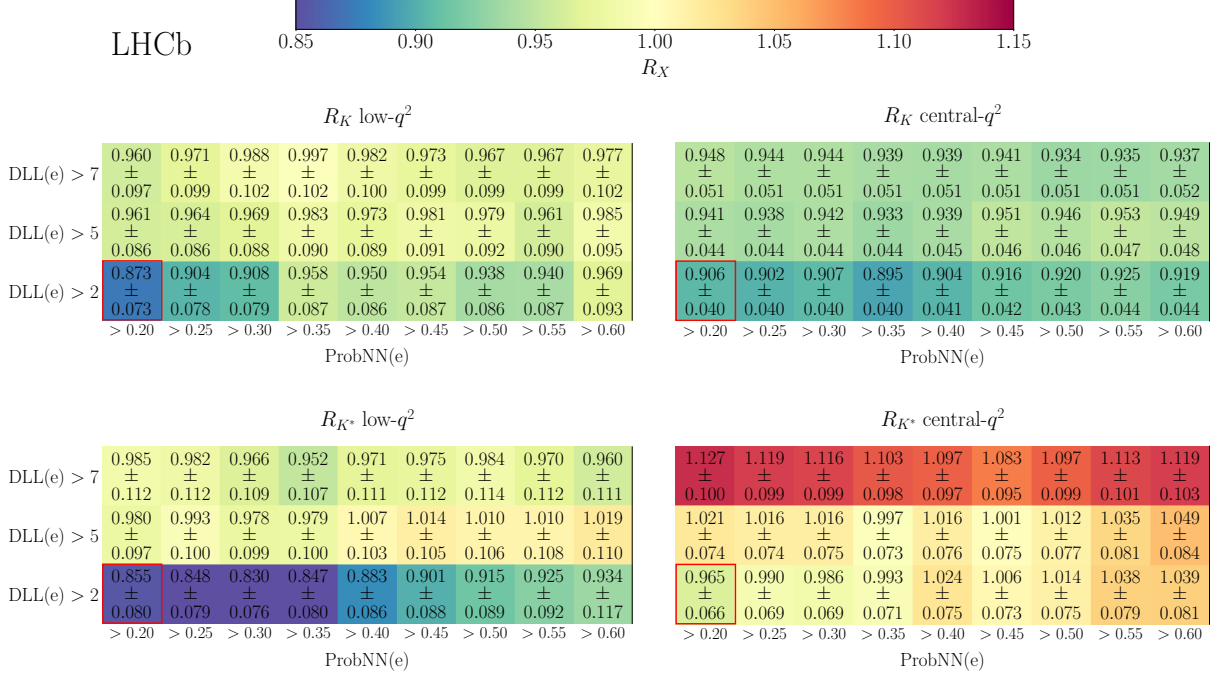 LHCb
0.85 0.90 0.95 1.00 1.05 1.10 1.15
R_X
R_K low-q²
DLL(e) > 7
0.960 0.971 0.988 0.997 0.982 0.973 0.967 0.967 0.977
± ± ± ± ± ± ± ± ±
0.097 0.099 0.102 0.102 0.100 0.099 0.099 0.099 0.102
DLL(e) > 5
0.961 0.964 0.969 0.983 0.973 0.981 0.979 0.961 0.985
± ± ± ± ± ± ± ± ±
0.086 0.086 0.088 0.090 0.089 0.091 0.092 0.090 0.095
DLL(e) > 2
0.873 0.904 0.908 0.958 0.950 0.954 0.938 0.940 0.969
± ± ± ± ± ± ± ± ±
0.073 0.078 0.079 0.087 0.086 0.087 0.086 0.087 0.093
> 0.20 > 0.25 > 0.30 > 0.35 > 0.40 > 0.45 > 0.50 > 0.55 > 0.60
ProbNN(e)
R_K central-q²
0.948 0.944 0.944 0.939 0.939 0.941 0.934 0.935 0.937
± ± ± ± ± ± ± ± ±
0.051 0.051 0.051 0.051 0.051 0.051 0.051 0.051 0.052
0.941 0.938 0.942 0.933 0.939 0.951 0.946 0.953 0.949
± ± ± ± ± ± ± ± ±
0.044 0.044 0.044 0.044 0.045 0.046 0.046 0.047 0.048
0.906 0.902 0.907 0.895 0.904 0.916 0.920 0.925 0.919
± ± ± ± ± ± ± ± ±
0.040 0.040 0.040 0.040 0.041 0.042 0.043 0.044 0.044
> 0.20 > 0.25 > 0.30 > 0.35 > 0.40 > 0.45 > 0.50 > 0.55 > 0.60
ProbNN(e)
R_{K*} low-q²
DLL(e) > 7
0.985 0.982 0.966 0.952 0.971 0.975 0.984 0.970 0.960
± ± ± ± ± ± ± ± ±
0.112 0.112 0.109 0.107 0.111 0.112 0.114 0.112 0.111
DLL(e) > 5
0.980 0.993 0.978 0.979 1.007 1.014 1.010 1.010 1.019
± ± ± ± ± ± ± ± ±
0.097 0.100 0.099 0.100 0.103 0.105 0.106 0.108 0.110
DLL(e) > 2
0.855 0.848 0.830 0.847 0.883 0.901 0.915 0.925 0.934
± ± ± ± ± ± ± ± ±
0.080 0.079 0.076 0.080 0.086 0.088 0.089 0.092 0.117
> 0.20 > 0.25 > 0.30 > 0.35 > 0.40 > 0.45 > 0.50 > 0.55 > 0.60
ProbNN(e)
R_{K*} central-q²
1.127 1.119 1.116 1.103 1.097 1.083 1.097 1.113 1.119
± ± ± ± ± ± ± ± ±
0.100 0.099 0.099 0.098 0.097 0.095 0.099 0.101 0.103
1.021 1.016 1.016 0.997 1.016 1.001 1.012 1.035 1.049
± ± ± ± ± ± ± ± ±
0.074 0.074 0.075 0.073 0.076 0.075 0.077 0.081 0.084
0.965 0.990 0.986 0.993 1.024 1.006 1.014 1.038 1.039
± ± ± ± ± ± ± ± ±
0.066 0.069 0.069 0.071 0.075 0.073 0.075 0.079 0.081
> 0.20 > 0.25 > 0.30 > 0.35 > 0.40 > 0.45 > 0.50 > 0.55 > 0.60
ProbNN(e)